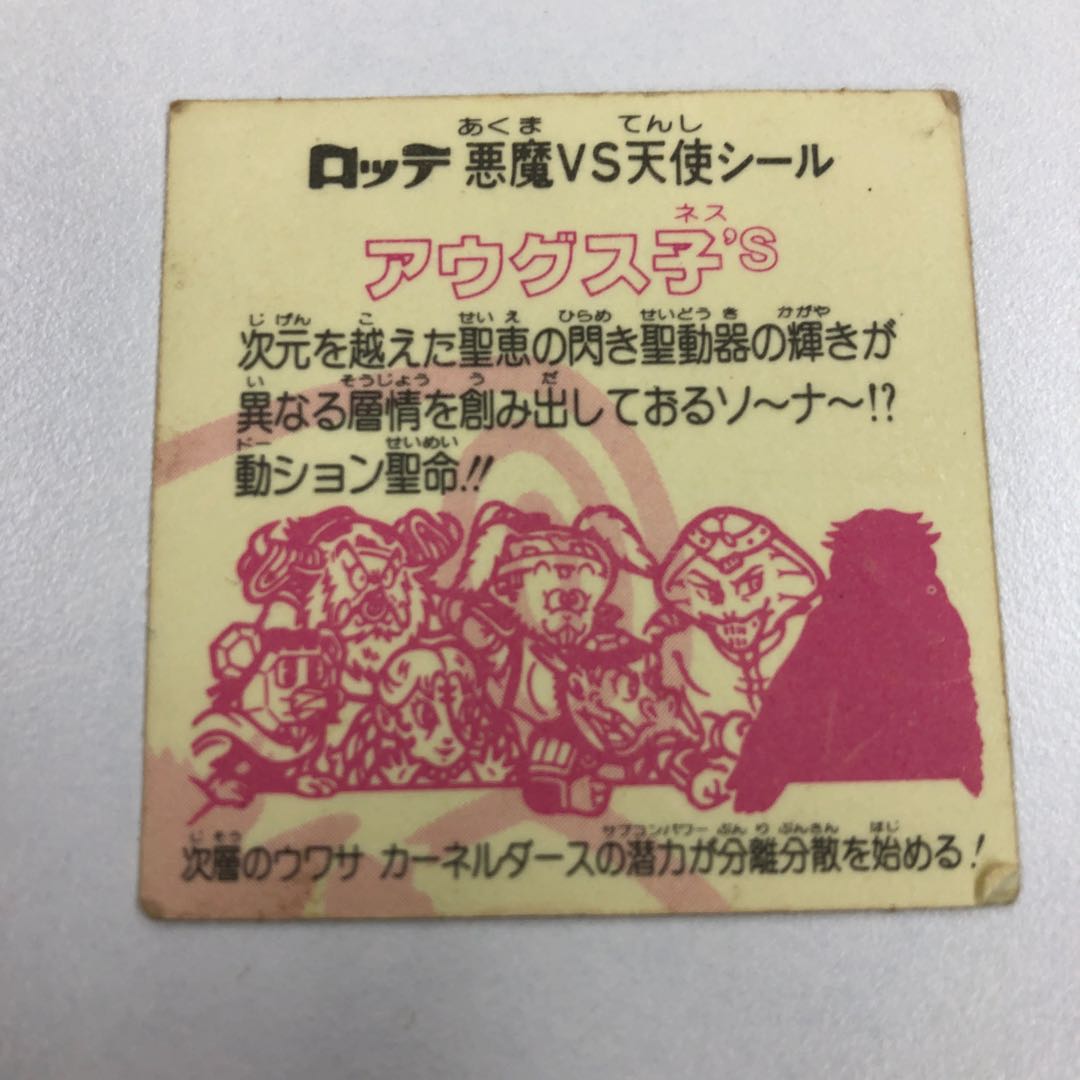 あくま てんし
ロッテ 悪魔VS天使シール
ネス
アウグス子'S
じげん こ せいえ ひらめ せいどうき かがや
次元を越えた聖恵の閃き聖動器の輝きが
い そうじょう う だ
異なる層情を創み出しておるソ〜ナ〜!?
ドー せいめい
動ション聖命!!
じそう サブコンパワー ぶんりぶんさん はじ
次層のウワサ カーネルダースの潜力が分離分散を始める!